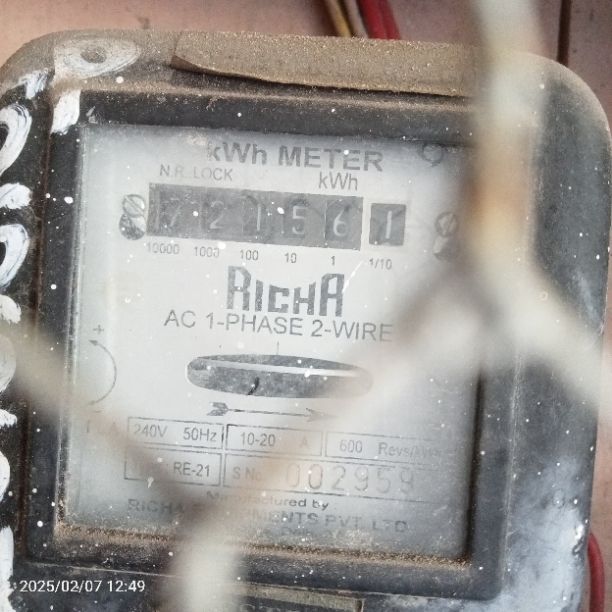 kWh METER
N.R. LOCK kWh
7 2 1 5 6 1
10000 1000 100 10 1 1/10
RICHA
AC 1-PHASE 2-WIRE
240V 50Hz 10-20 A 600
RE-21 S No. 002959
Manufactured by
PVT. LTD.
2025/02/07 12:49